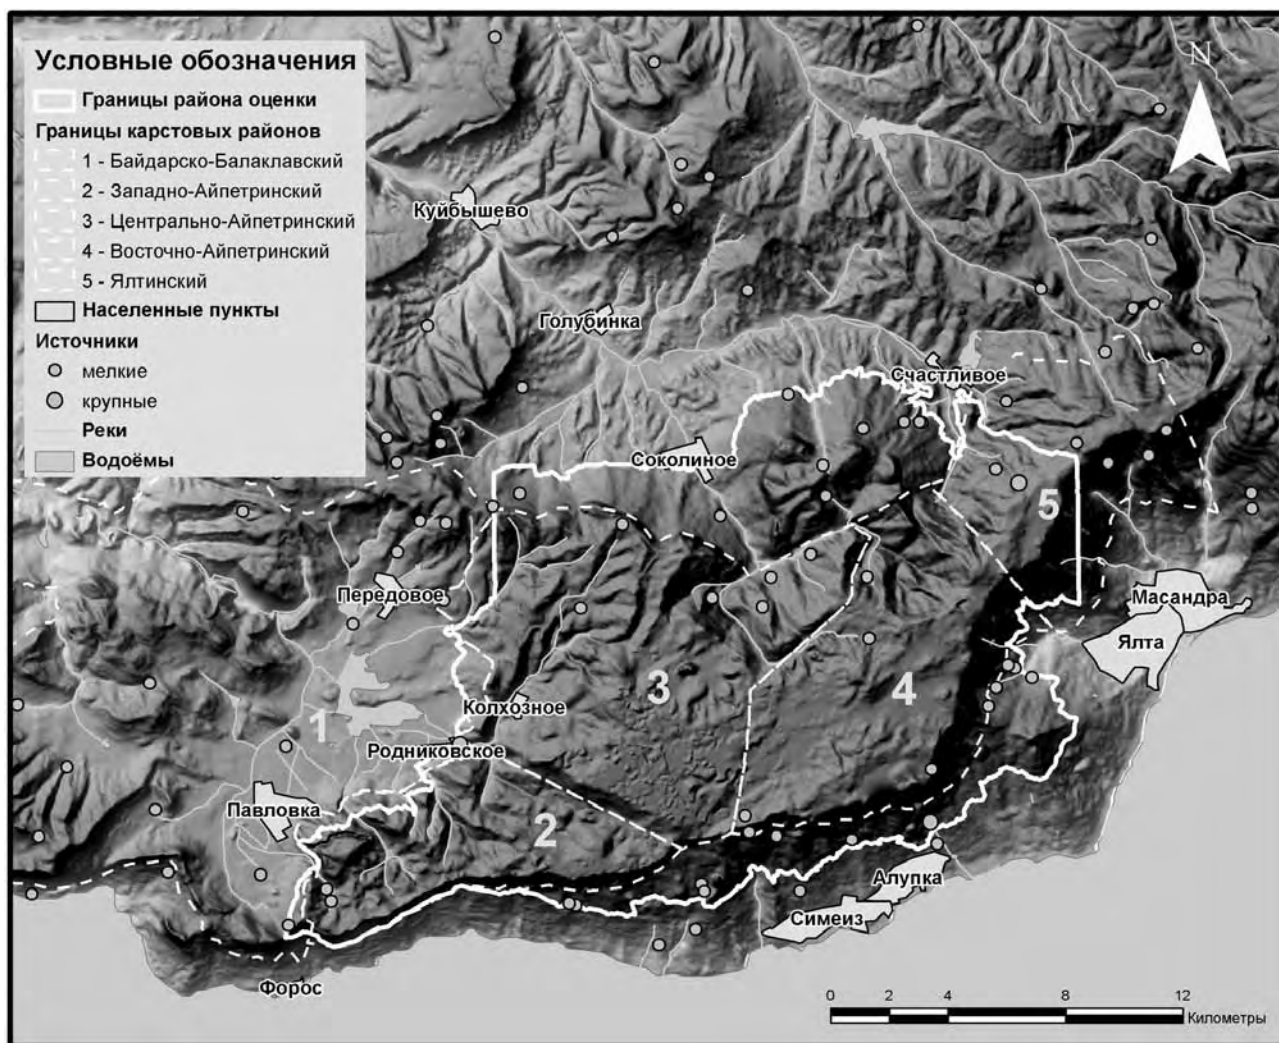 Условные обозначения
Границы района оценки
Границы карстовых районов
1 - Байдарско-Балаклавский
2 - Западно-Айпетринский
3 - Центрально-Айпетринский
4 - Восточно-Айпетринский
5 - Ялтинский
Населенные пункты
Источники
мелкие
крупные
Реки
Водоёмы
N
Куйбышево
Голубинка
Счастливое
Соколиное
5
Передовое
Масандра
Ялта
3
4
Колхозное
1
Родниковское
Павловка
2
Алупка
Симеиз
Форос
0 2 4 8 12
Километры